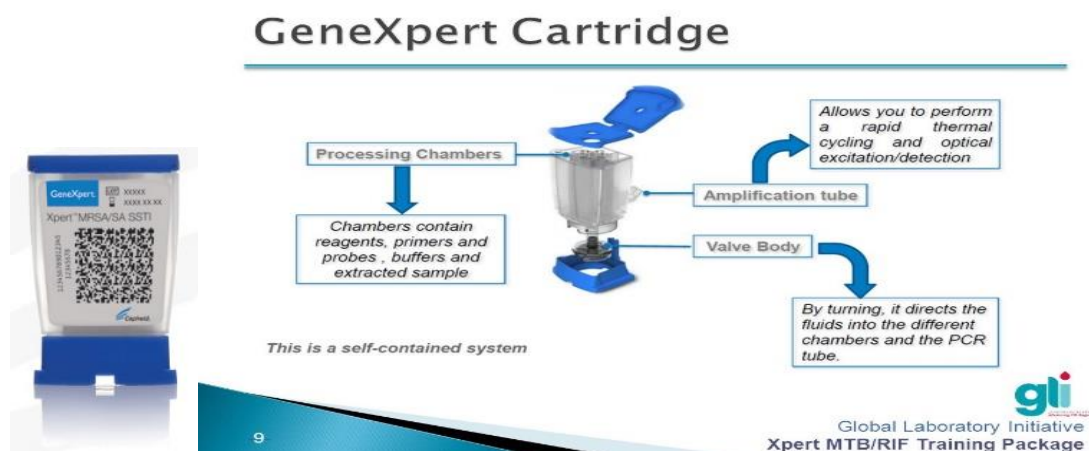 GeneXpert Cartridge
GeneXpert
XXXXX
XXXX XX XX
Xpert™MRSA/SA SSTI
Cepheid
Processing Chambers
Chambers contain
reagents, primers and
probes , buffers and
extracted sample
Allows you to perform
a rapid thermal
cycling and optical
excitation/detection
Amplification tube
Valve Body
By turning, it directs the
fluids into the different
chambers and the PCR
tube.
This is a self-contained system
9
gli
Global Laboratory Initiative
Xpert MTB/RIF Training Package